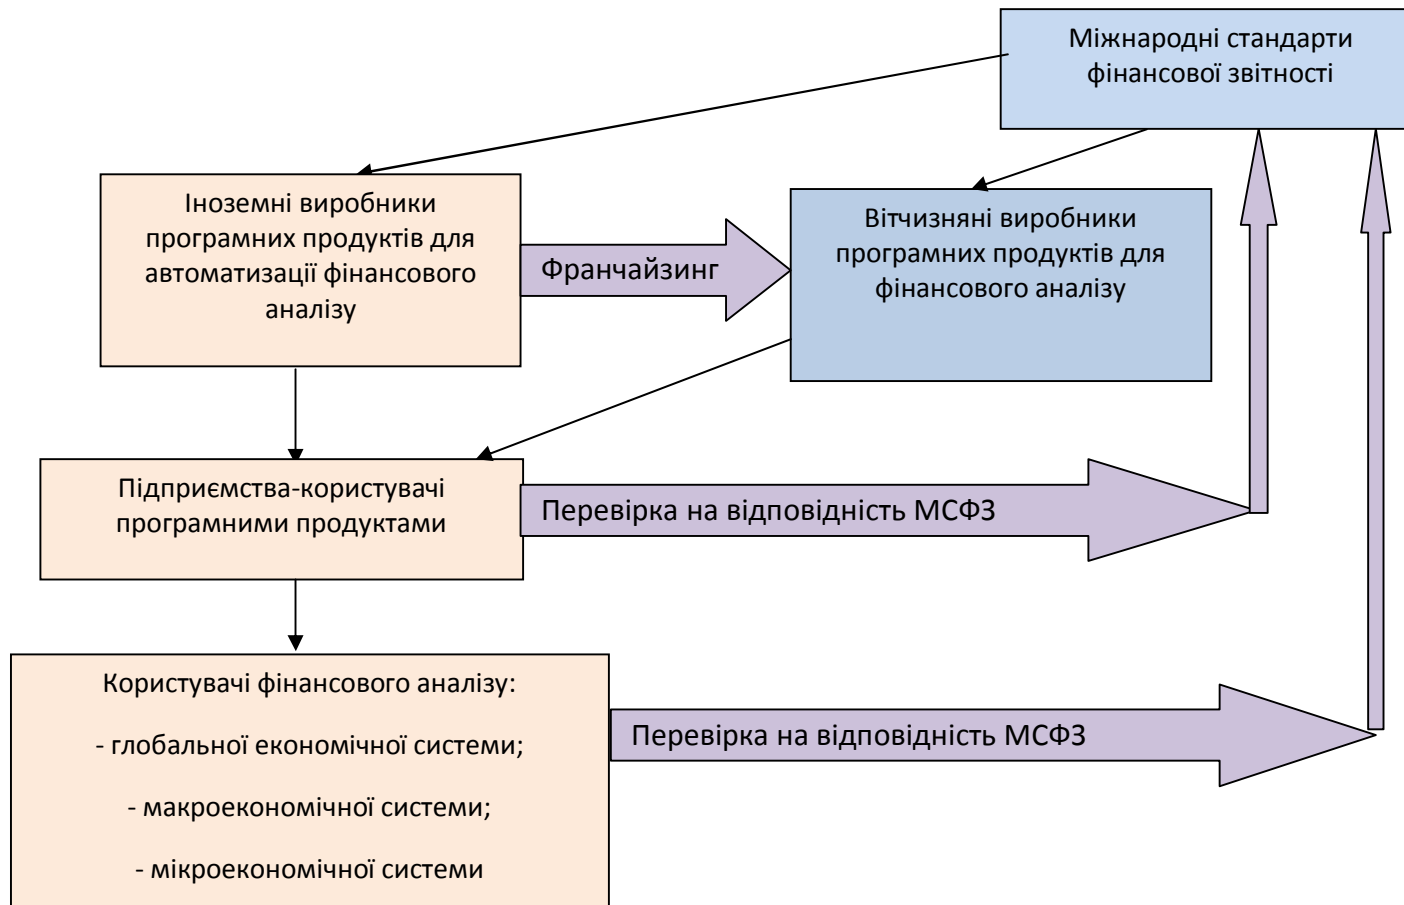 Міжнародні стандарти
фінансової звітності
Іноземні виробники
програмних продуктів для
автоматизації фінансового
аналізу
Франчайзинг
Вітчизняні виробники
програмних продуктів для
фінансового аналізу
Підприємства-користувачі
програмними продуктами
Перевірка на відповідність МСФЗ
Користувачі фінансового аналізу:
- глобальної економічної системи;
- макроекономічної системи;
- мікроекономічної системи
Перевірка на відповідність МСФЗ